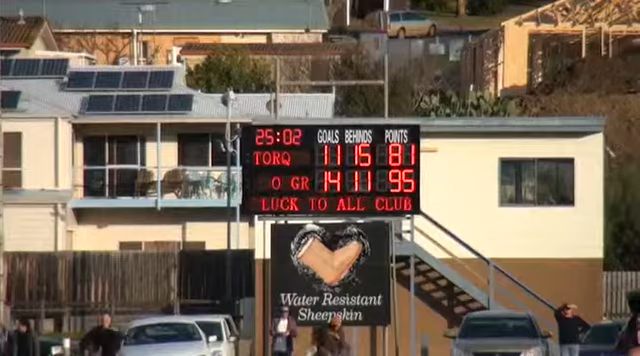 25:02 GOALS BEHINDS POINTS
TORQ 11 15 81
O GR 14 11 95
LUCK TO ALL CLUB
Water Resistant
Sheepskin